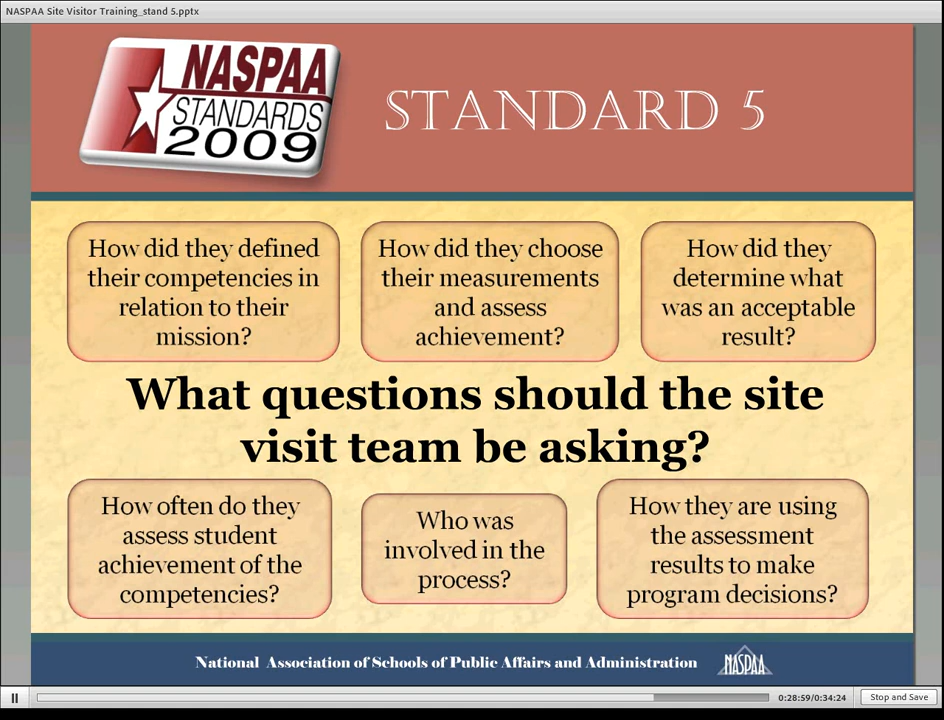 NASPAA Site Visitor Training_stand 5.pptx
NASPAA
STANDARDS
2009
STANDARD 5
How did they defined
their competencies in
relation to their
mission?
How did they choose
their measurements
and assess
achievement?
How did they
determine what
was an acceptable
result?
What questions should the site
visit team be asking?
How often do they
assess student
achievement of the
competencies?
Who was
involved in the
process?
How they are using
the assessment
results to make
program decisions?
National Association of Schools of Public Affairs and Administration
NASPAA
0:28:59/0:34:24
Stop and Save